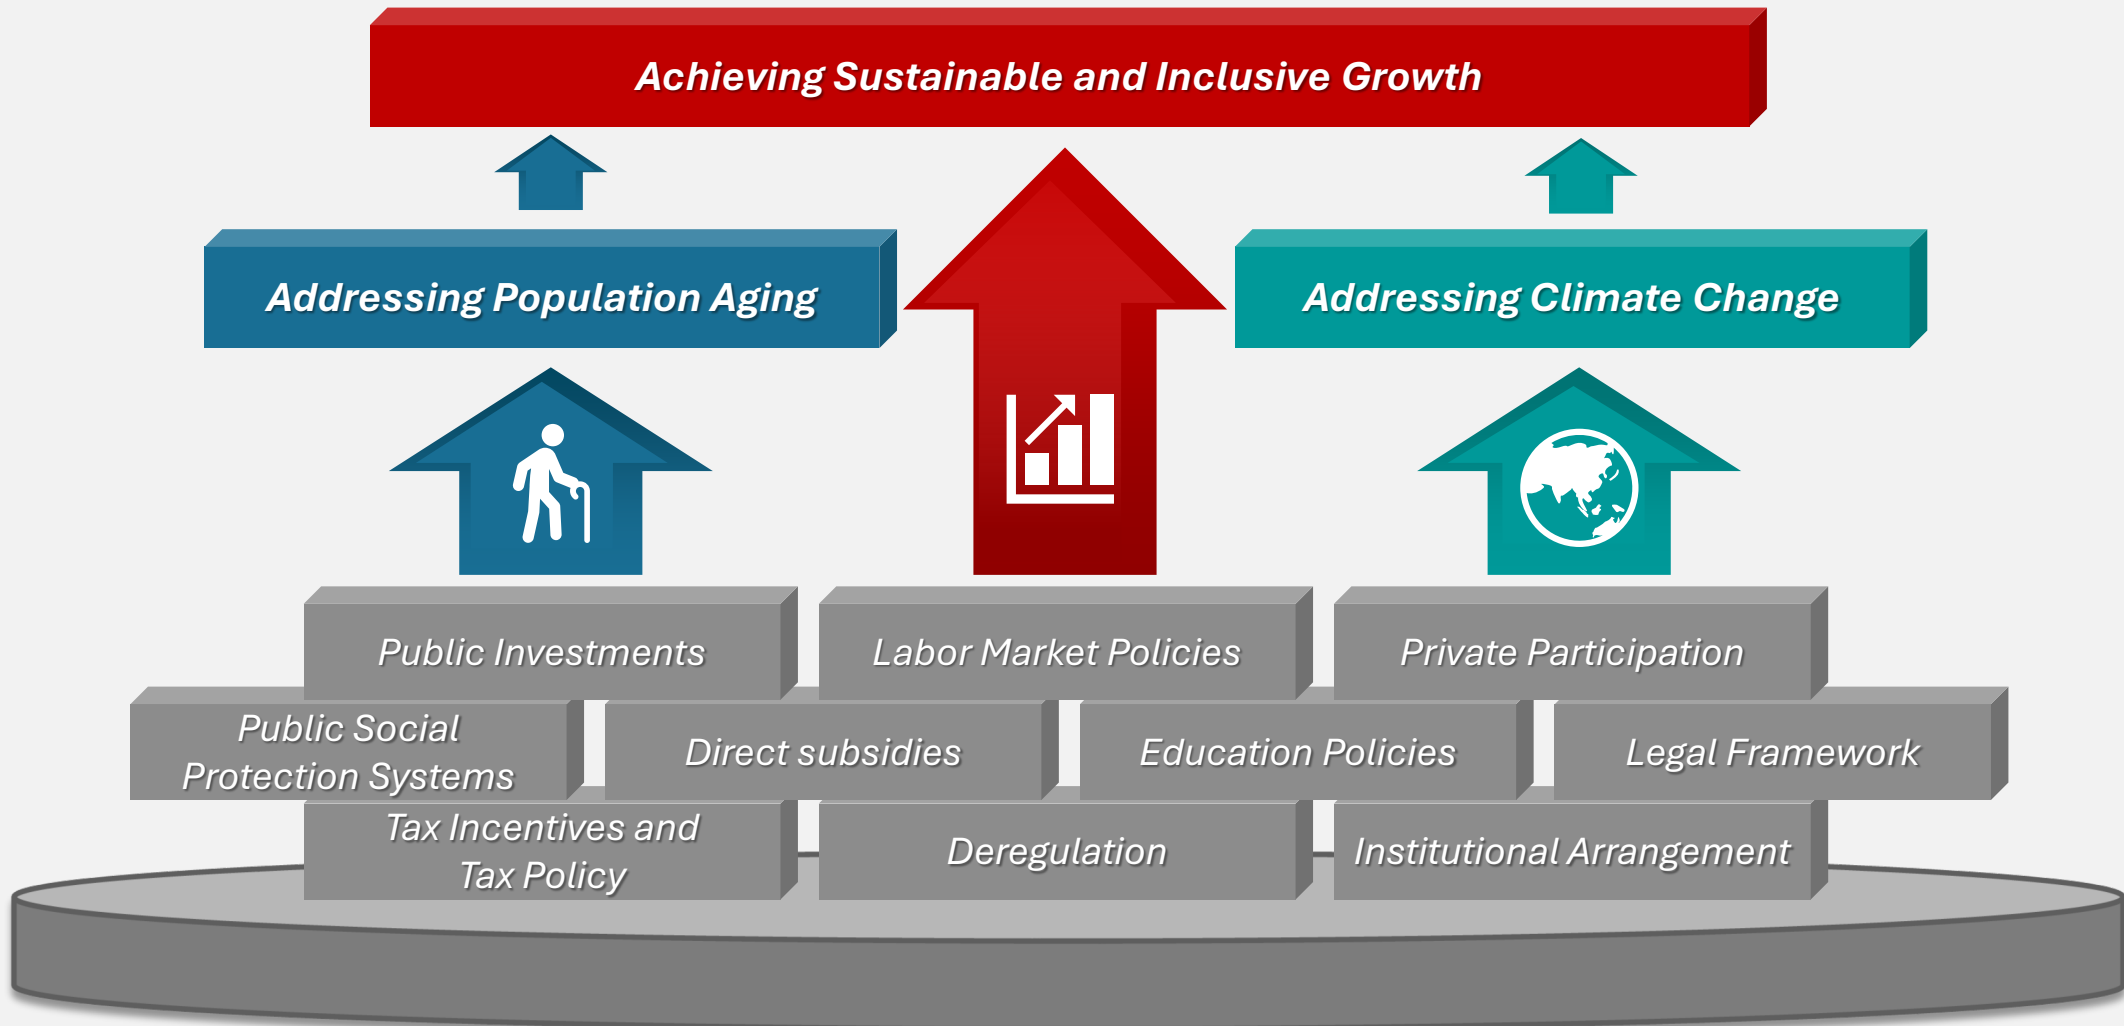 Achieving Sustainable and Inclusive Growth
Addressing Population Aging
Addressing Climate Change
Public Investments
Labor Market Policies
Private Participation
Public Social
Protection Systems
Direct subsidies
Education Policies
Legal Framework
Tax Incentives and
Tax Policy
Deregulation
Institutional Arrangement